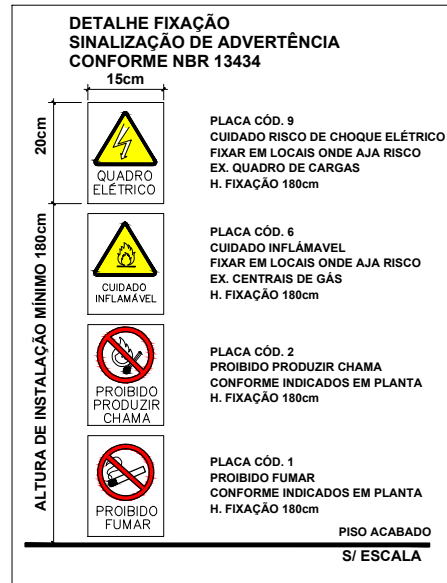 DETALHE FIXAÇÃO
SINALIZAÇÃO DE ADVERTÊNCIA
CONFORME NBR 13434
15cm
20cm
ALTURA DE INSTALAÇÃO MÍNIMO 180cm
QUADRO
ELÉTRICO
PLACA CÓD. 9
CUIDADO RISCO DE CHOQUE ELÉTRICO
FIXAR EM LOCAIS ONDE AJA RISCO
EX. QUADRO DE CARGAS
H. FIXAÇÃO 180cm
CUIDADO
INFLAMÁVEL
PLACA CÓD. 6
CUIDADO INFLÁMAVEL
FIXAR EM LOCAIS ONDE AJA RISCO
EX. CENTRAIS DE GÁS
H. FIXAÇÃO 180cm
PROIBIDO
PRODUZIR
CHAMA
PLACA CÓD. 2
PROIBIDO PRODUZIR CHAMA
CONFORME INDICADOS EM PLANTA
H. FIXAÇÃO 180cm
PROIBIDO
FUMAR
PLACA CÓD. 1
PROIBIDO FUMAR
CONFORME INDICADOS EM PLANTA
H. FIXAÇÃO 180cm
PISO ACABADO
S/ ESCALA